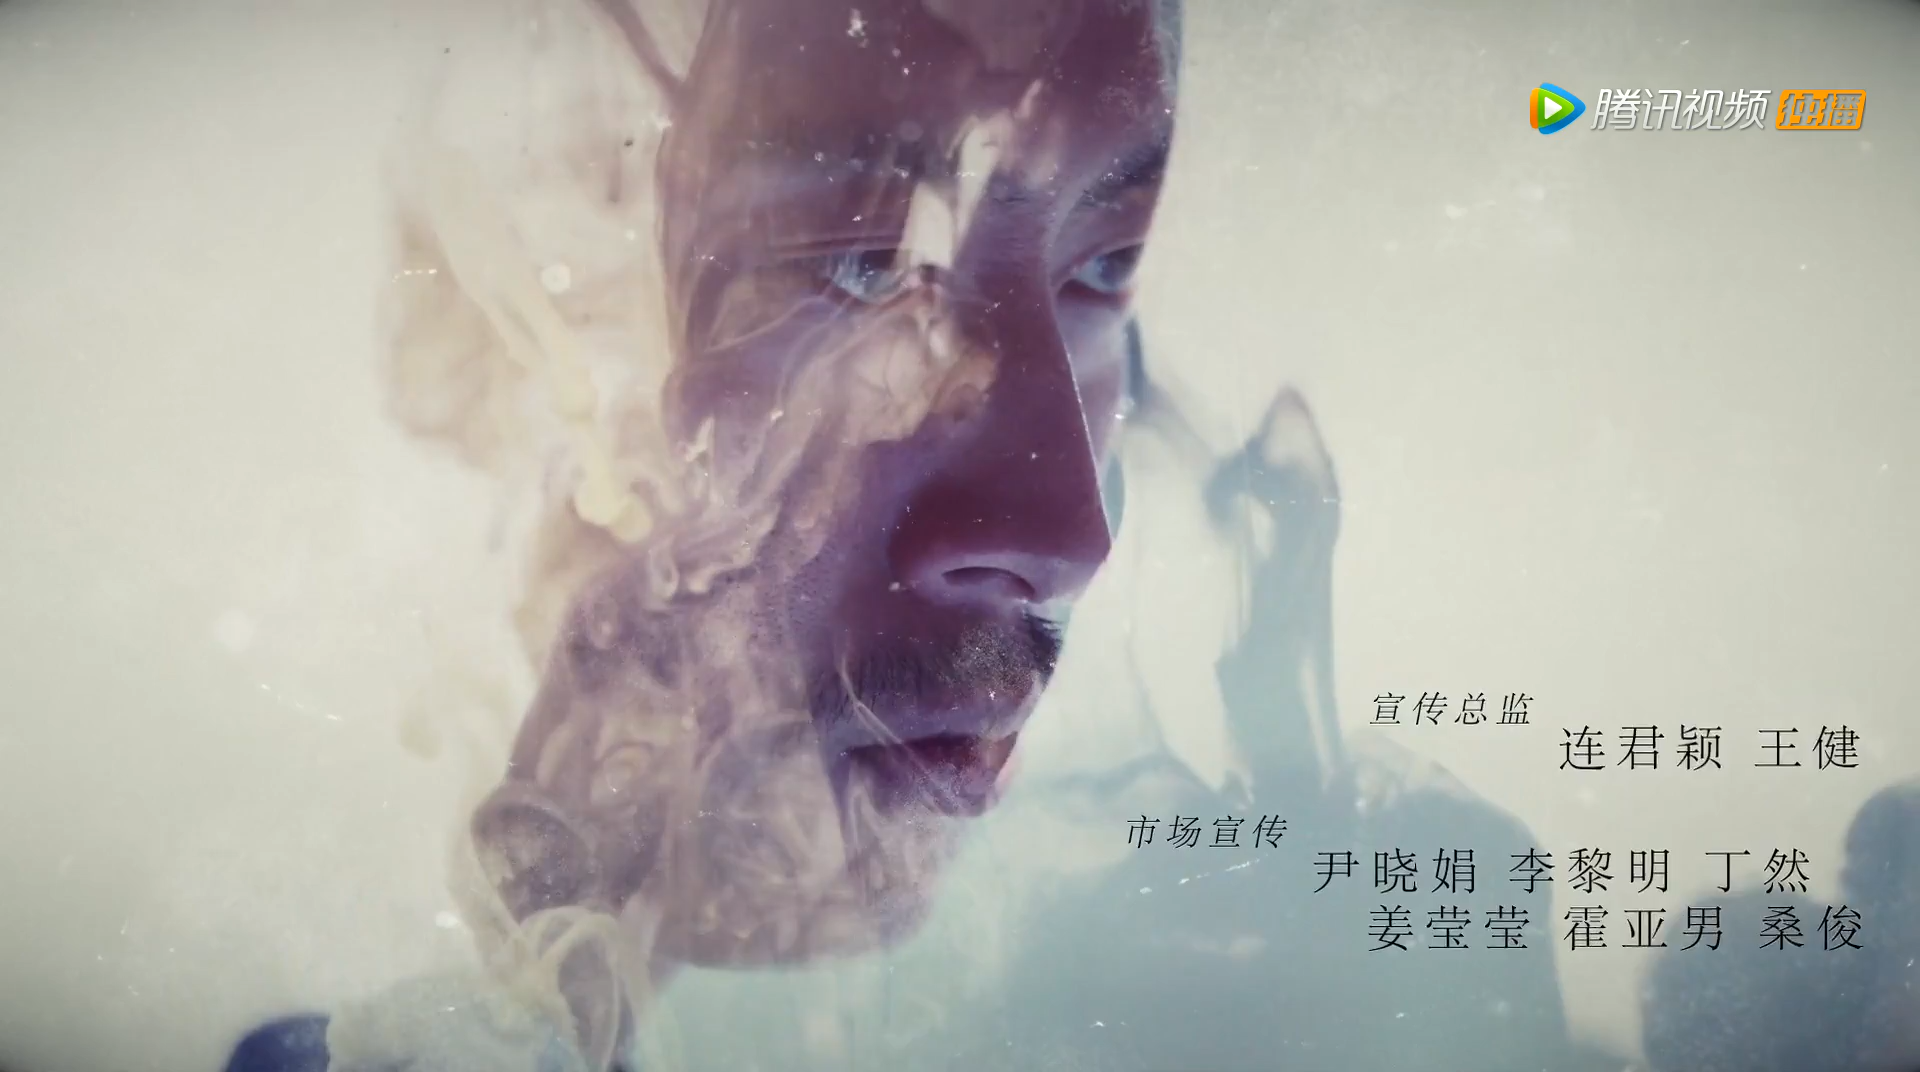 腾讯视频 独播
宣传总监
连君颖 王健
市场宣传
尹晓娟 李黎明 丁然
姜莹莹 霍亚男 桑俊